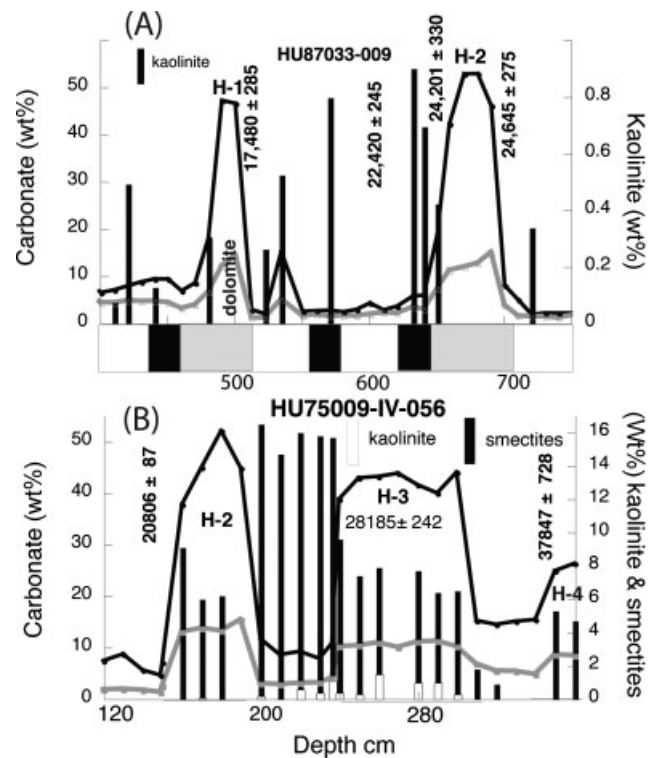 (A)
HU87033-009
kaolinite
H-1
H-2
17,480 ± 285
22,420 ± 245
24,201 ± 330
24,645 ± 275
dolomite
Carbonate (wt%)
50
40
30
20
10
0
Kaolinite (wt%)
0.8
0.6
0.4
0.2
0
500
600
700
(B)
HU75009-IV-056
kaolinite
smectites
20806 ± 87
H-2
H-3
28185± 242
37847 ± 728
H-4
Carbonate (wt%)
50
40
30
20
10
0
(Wt%) kaolinite & smectites
16
14
12
10
8
6
4
2
0
120
200
280
Depth cm